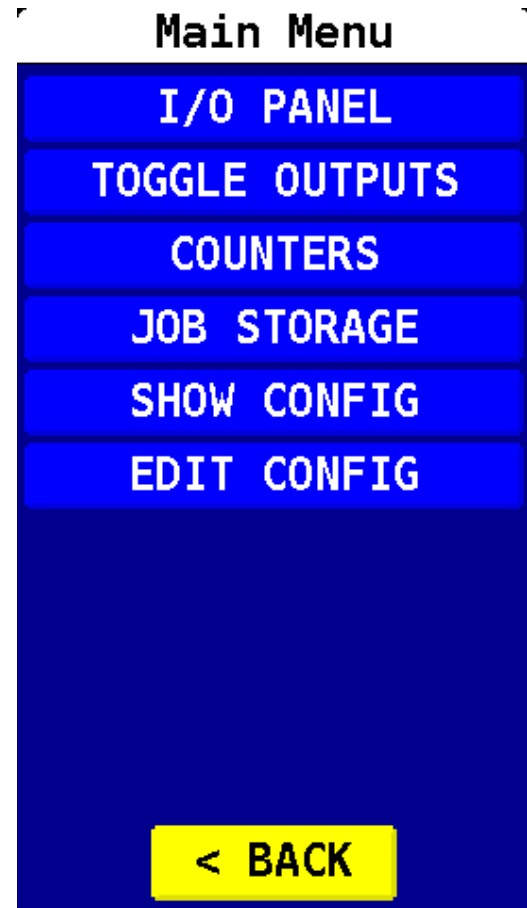 Main Menu
I/O PANEL
TOGGLE OUTPUTS
COUNTERS
JOB STORAGE
SHOW CONFIG
EDIT CONFIG
< BACK